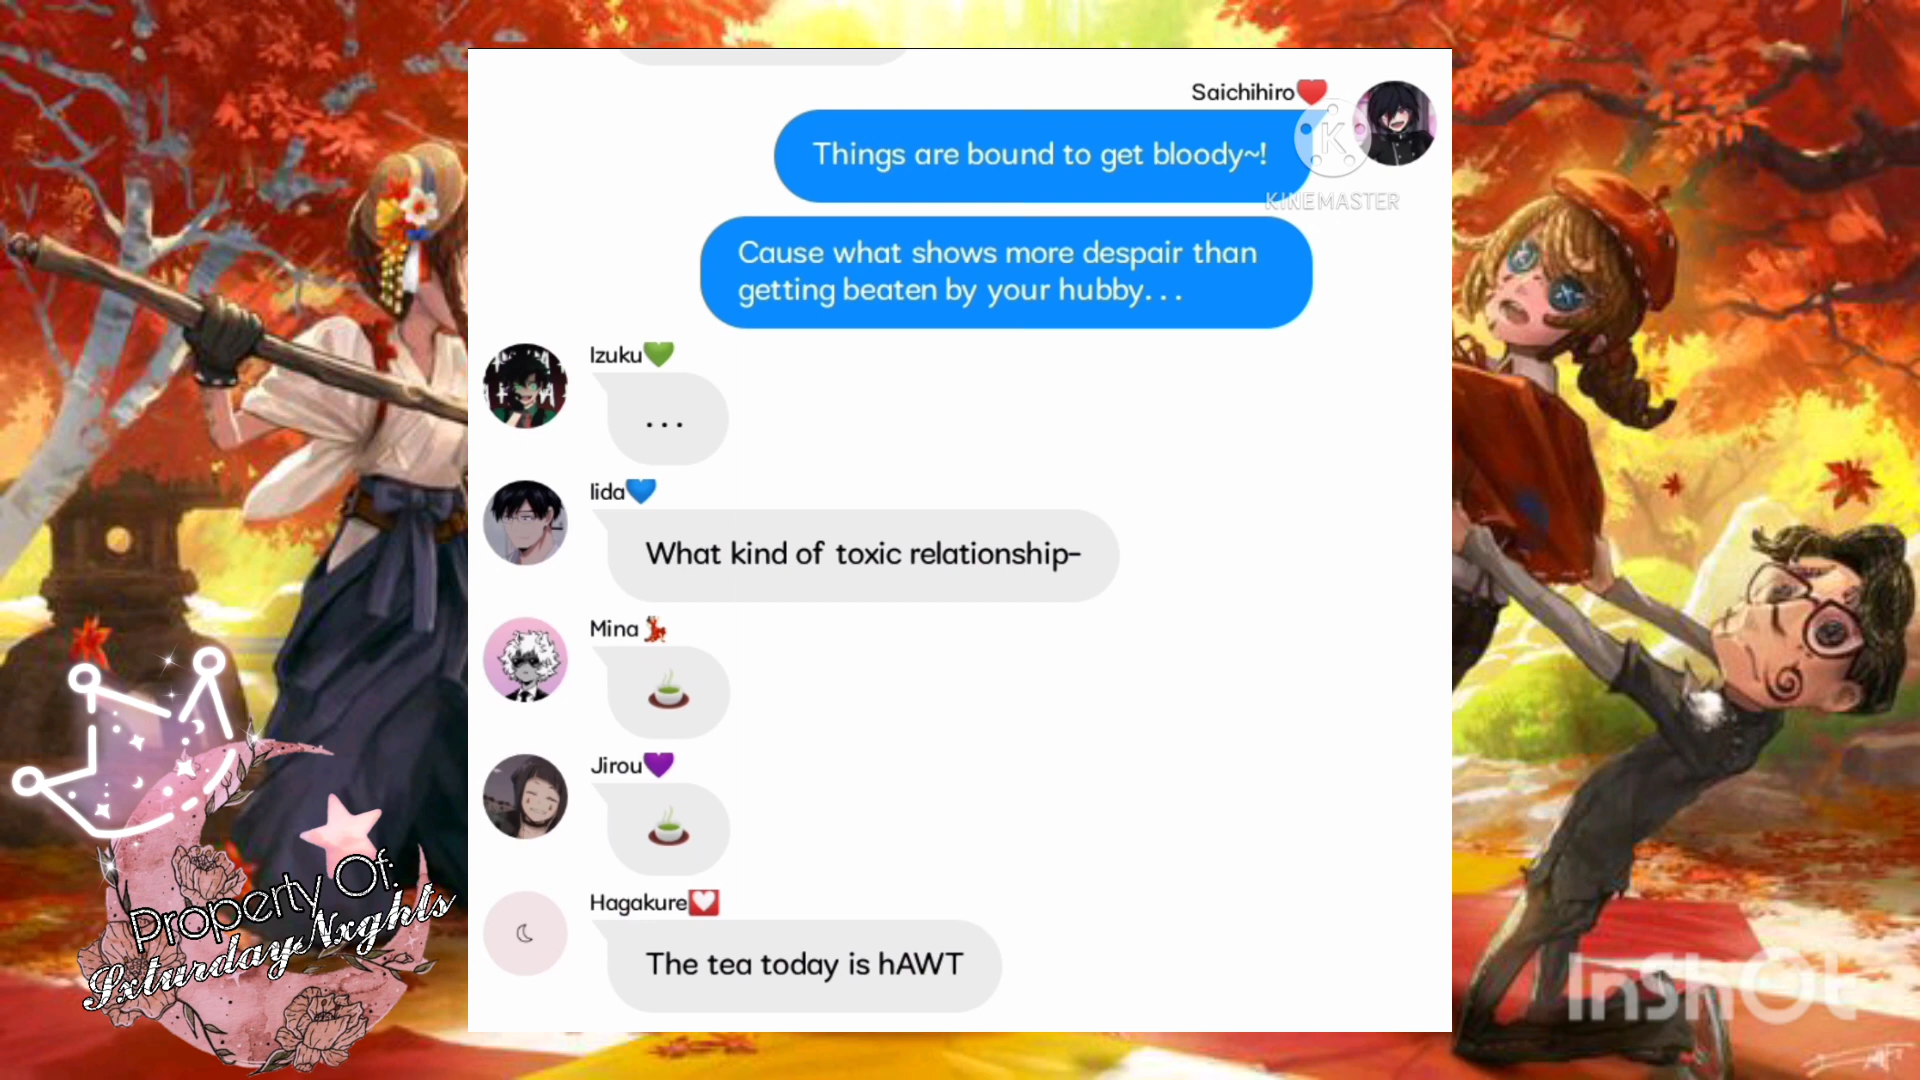 Saichihiro❤️
Things are bound to get bloody~!
K
KINEMASTER
Cause what shows more despair than
getting beaten by your hubby...
Izuku💚
...
Iida💙
What kind of toxic relationship-
Mina💃
🍵
Jirou💜
🍵
Hagakure💟
The tea today is hAWT
Property Of:
SxturdayNxghts
InShOt